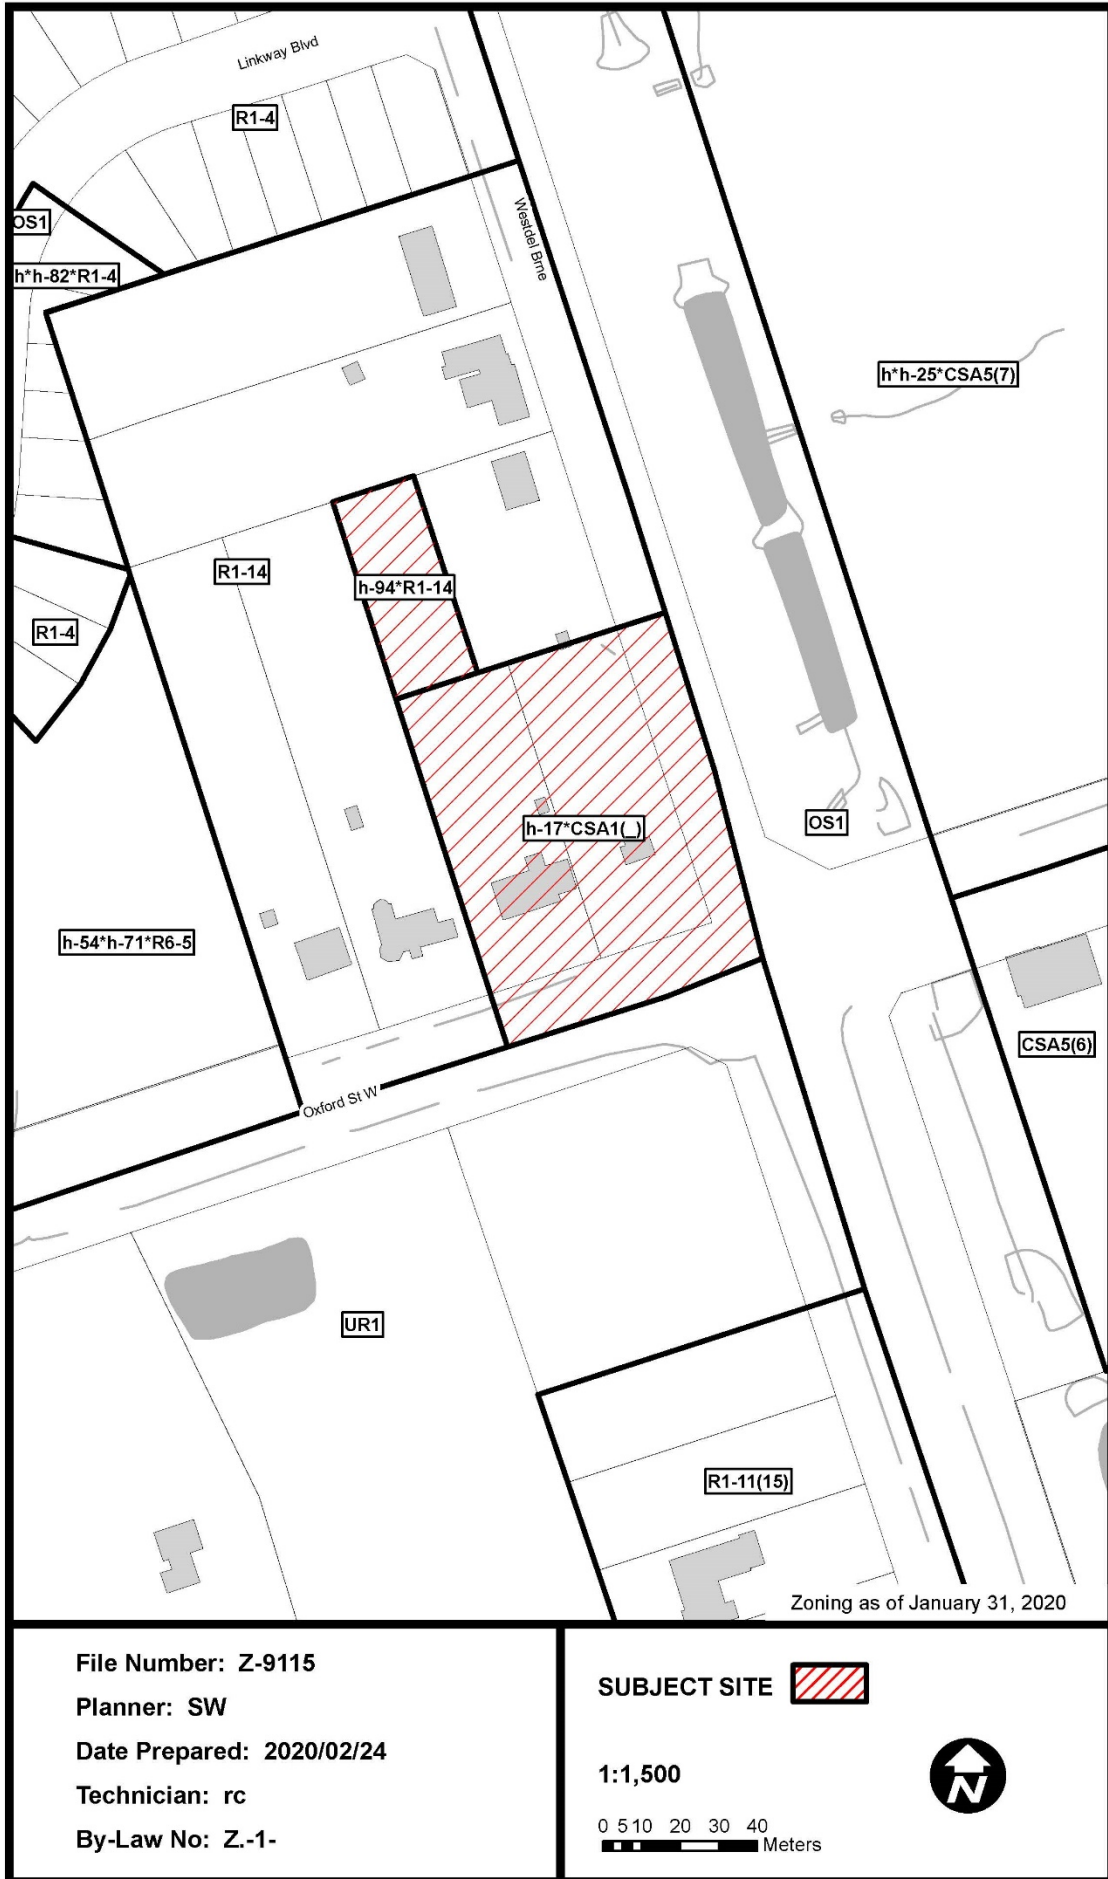 Linkway Blvd
R1-4
OS1
h*h-82*R1-4
Westdel Brne
h*h-25*CSA5(7)
R1-14
h-94*R1-14
R1-4
h-17*CSA1(_)
OS1
h-54*h-71*R6-5
CSA5(6)
Oxford St W
UR1
R1-11(15)
Zoning as of January 31, 2020
File Number: Z-9115
Planner: SW
Date Prepared: 2020/02/24
Technician: rc
By-Law No: Z.-1-
SUBJECT SITE
1:1,500
0 5 10 20 30 40
Meters
N